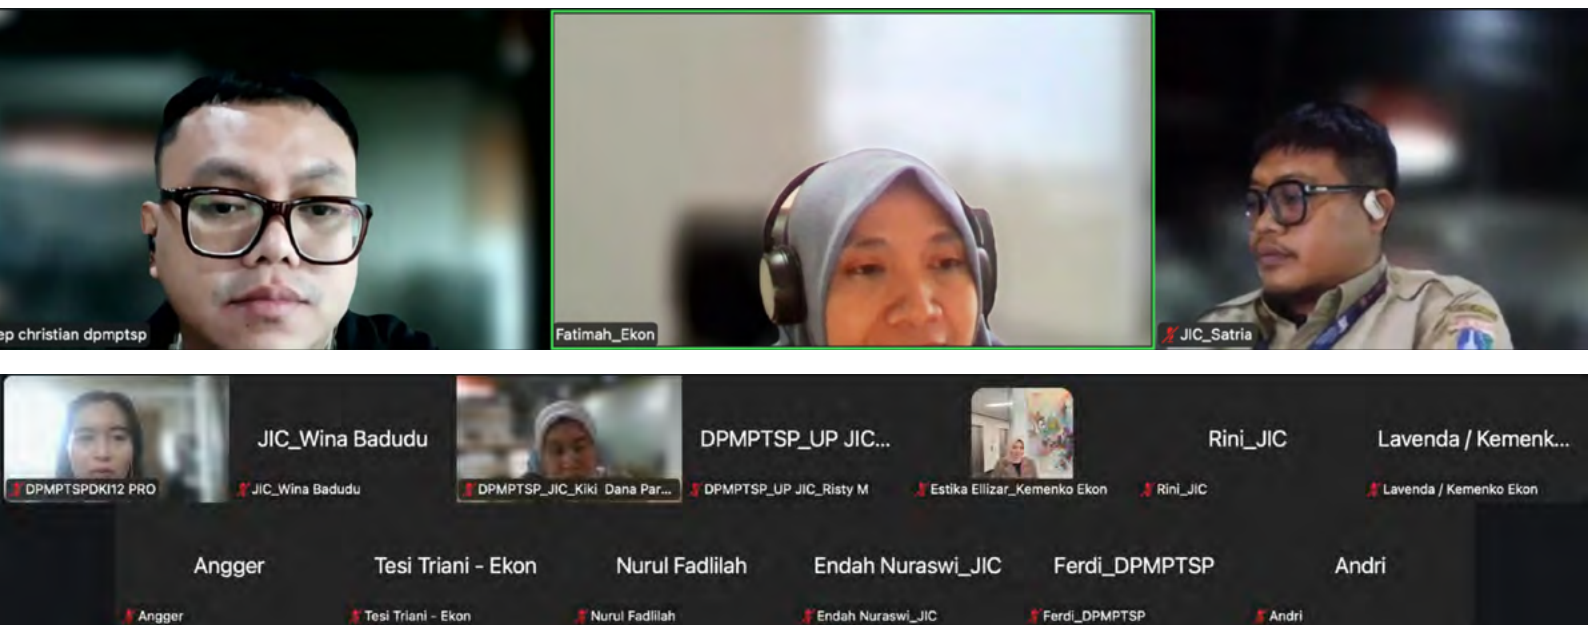 ep christian dpmptsp
Fatimah_Ekon
JIC_Satria
JIC_Wina Badudu
DPMPTSP_UP JIC...
Rini_JIC
Lavenda / Kemenk...
DPMPTSPDKI12 PRO
JIC_Wina Badudu
DPMPTSP_JIC_Kiki Dana Par...
DPMPTSP_UP JIC_Risty M
Estika Ellizar_Kemenko Ekon
Rini_JIC
Lavenda / Kemenko Ekon
Angger
Tesi Triani - Ekon
Nurul Fadlilah
Endah Nuraswi_JIC
Ferdi_DPMPTSP
Andri
Angger
Tesi Triani - Ekon
Nurul Fadlilah
Endah Nuraswi_JIC
Ferdi_DPMPTSP
Andri